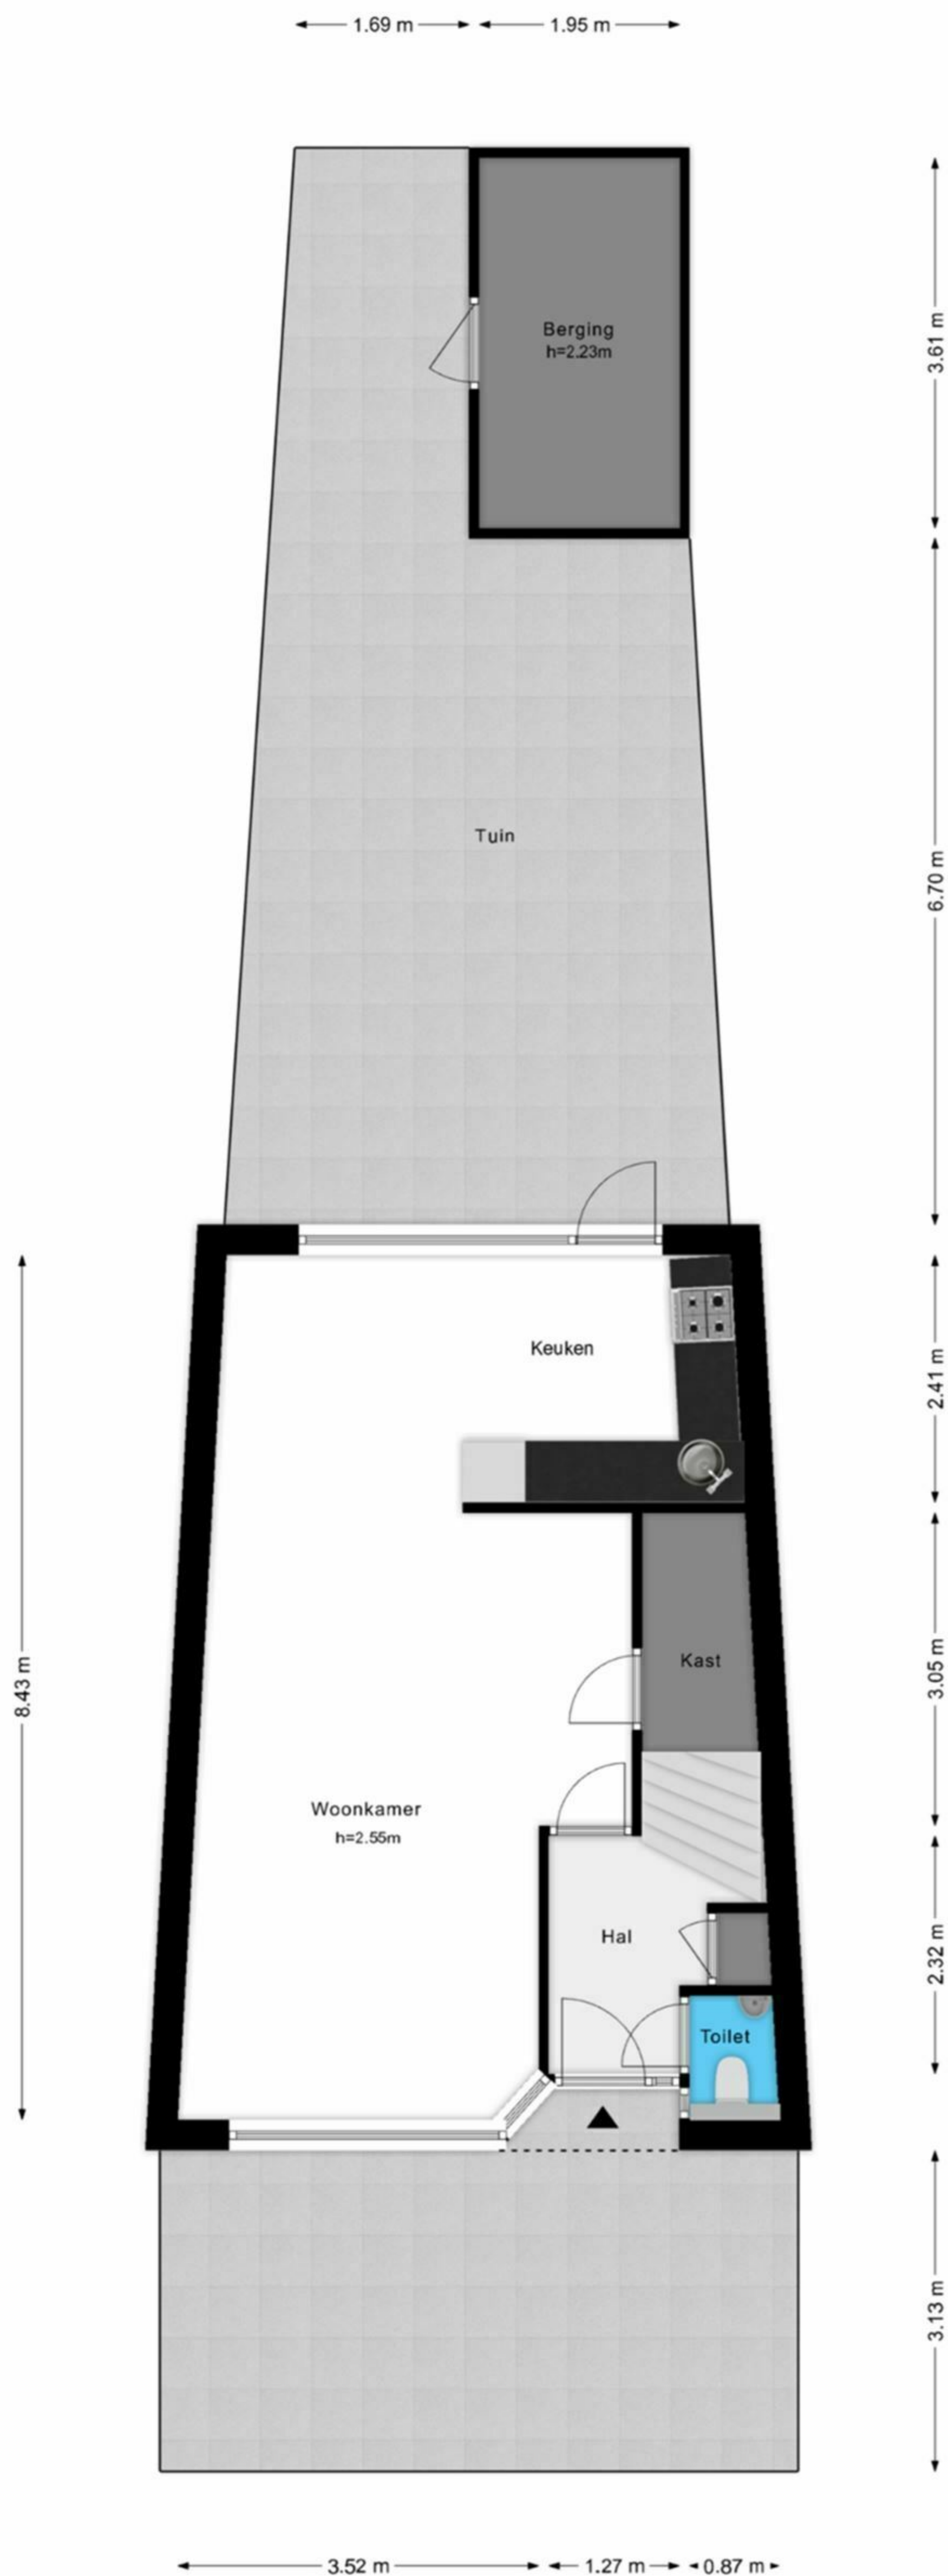 1.69 m
1.95 m
Berging
h=2.23m
3.61 m
Tuin
6.70 m
Keuken
2.41 m
Kast
3.05 m
8.43 m
Woonkamer
h=2.55m
Hal
2.32 m
Toilet
3.13 m
3.52 m
1.27 m
0.87 m